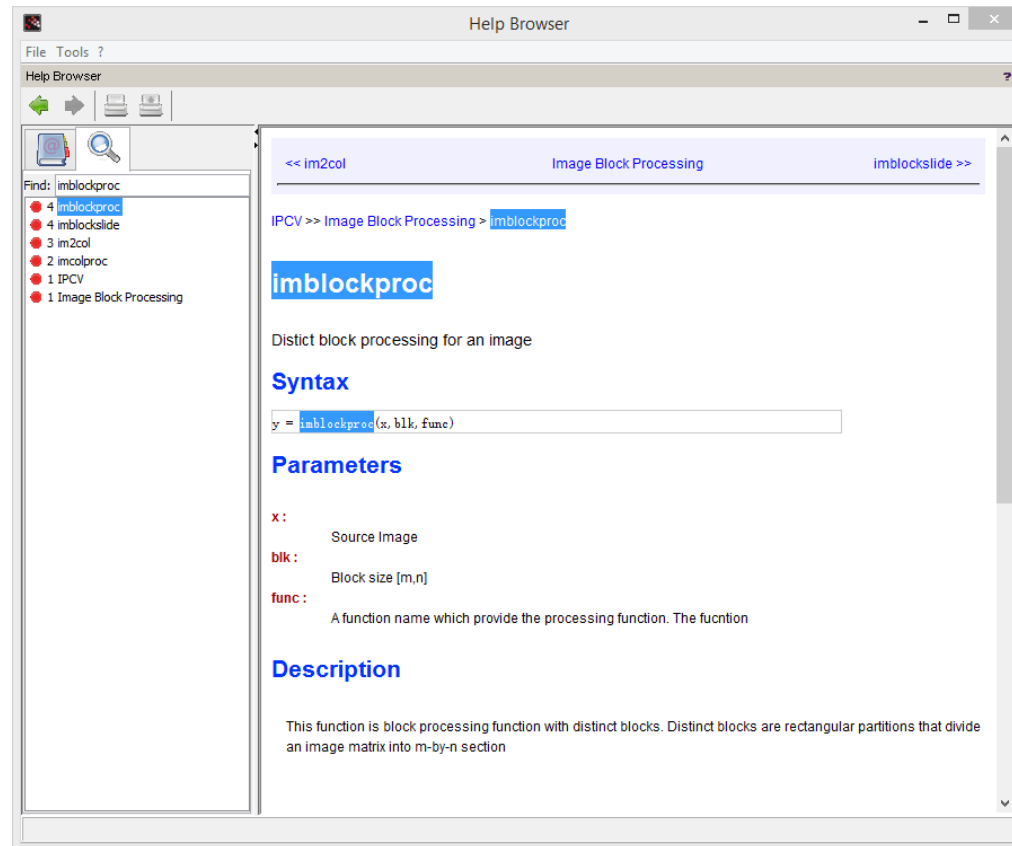 Help Browser
File Tools ?
Help Browser
?
Find: imblockproc
4 imblockproc
4 imblockslide
3 im2col
2 imcolproc
1 IPCV
1 Image Block Processing
<< im2col Image Block Processing imblockslide >>
IPCV >> Image Block Processing > imblockproc
imblockproc
Distict block processing for an image
Syntax
y = imblockproc(x,blk,func)
Parameters
x :
Source Image
blk :
Block size [m,n]
func :
A function name which provide the processing function. The fucntion
Description
This function is block processing function with distinct blocks. Distinct blocks are rectangular partitions that divide
an image matrix into m-by-n section